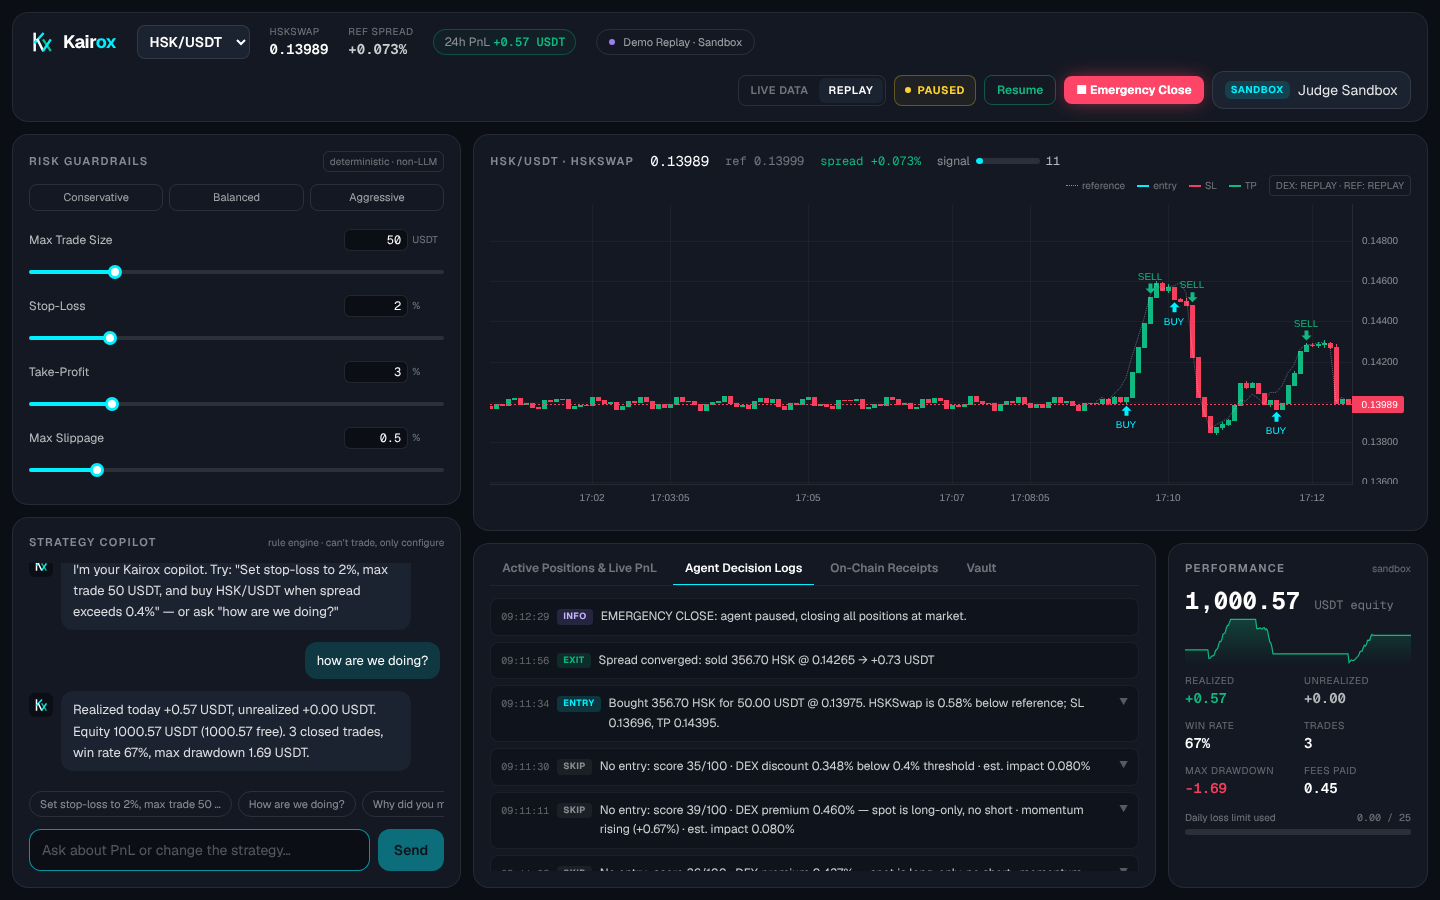 Kx Kairox
HSK/USDT
HSKSWAP
0.13989
REF SPREAD
+0.073%
24h PnL +0.57 USDT
Demo Replay · Sandbox
LIVE DATA
REPLAY
PAUSED
Resume
Emergency Close
SANDBOX Judge Sandbox
RISK GUARDRAILS
deterministic · non-LLM
Conservative
Balanced
Aggressive
Max Trade Size
50 USDT
Stop-Loss
2 %
Take-Profit
3 %
Max Slippage
0.5 %
STRATEGY COPILOT
rule engine · can't trade, only configure
Kx
I'm your Kairox copilot. Try: "Set stop-loss to 2%, max
trade 50 USDT, and buy HSK/USDT when spread
exceeds 0.4%" — or ask "how are we doing?"
how are we doing?
Kx
Realized today +0.57 USDT, unrealized +0.00 USDT.
Equity 1000.57 USDT (1000.57 free). 3 closed trades,
win rate 67%, max drawdown 1.69 USDT.
Set stop-loss to 2%, max trade 50 ...
How are we doing?
Why did you
Ask about PnL or change the strategy...
Send
HSK/USDT · HSKSWAP 0.13989 ref 0.13999 spread +0.073% signal 11
reference
entry
SL
TP
DEX: REPLAY · REF: REPLAY
0.14800
0.14600
0.14400
0.14200
0.13989
0.13800
0.13600
SELL
SELL
BUY
SELL
BUY
BUY
17:02
17:03:05
17:05
17:07
17:08:05
17:10
17:12
Active Positions & Live PnL
Agent Decision Logs
On-Chain Receipts
Vault
09:12:29 INFO EMERGENCY CLOSE: agent paused, closing all positions at market.
09:11:56 EXIT Spread converged: sold 356.70 HSK @ 0.14265 → +0.73 USDT
09:11:34 ENTRY Bought 356.70 HSK for 50.00 USDT @ 0.13975. HSKSwap is 0.58% below reference; SL
0.13696, TP 0.14395.
09:11:30 SKIP No entry: score 35/100 · DEX discount 0.348% below 0.4% threshold · est. impact 0.080%
09:11:11 SKIP No entry: score 39/100 · DEX premium 0.460% — spot is long-only, no short · momentum
rising (+0.67%) · est. impact 0.080%
PERFORMANCE
sandbox
1,000.57 USDT equity
REALIZED
+0.57
UNREALIZED
+0.00
WIN RATE
67%
TRADES
3
MAX DRAWDOWN
-1.69
FEES PAID
0.45
Daily loss limit used
0.00 / 25